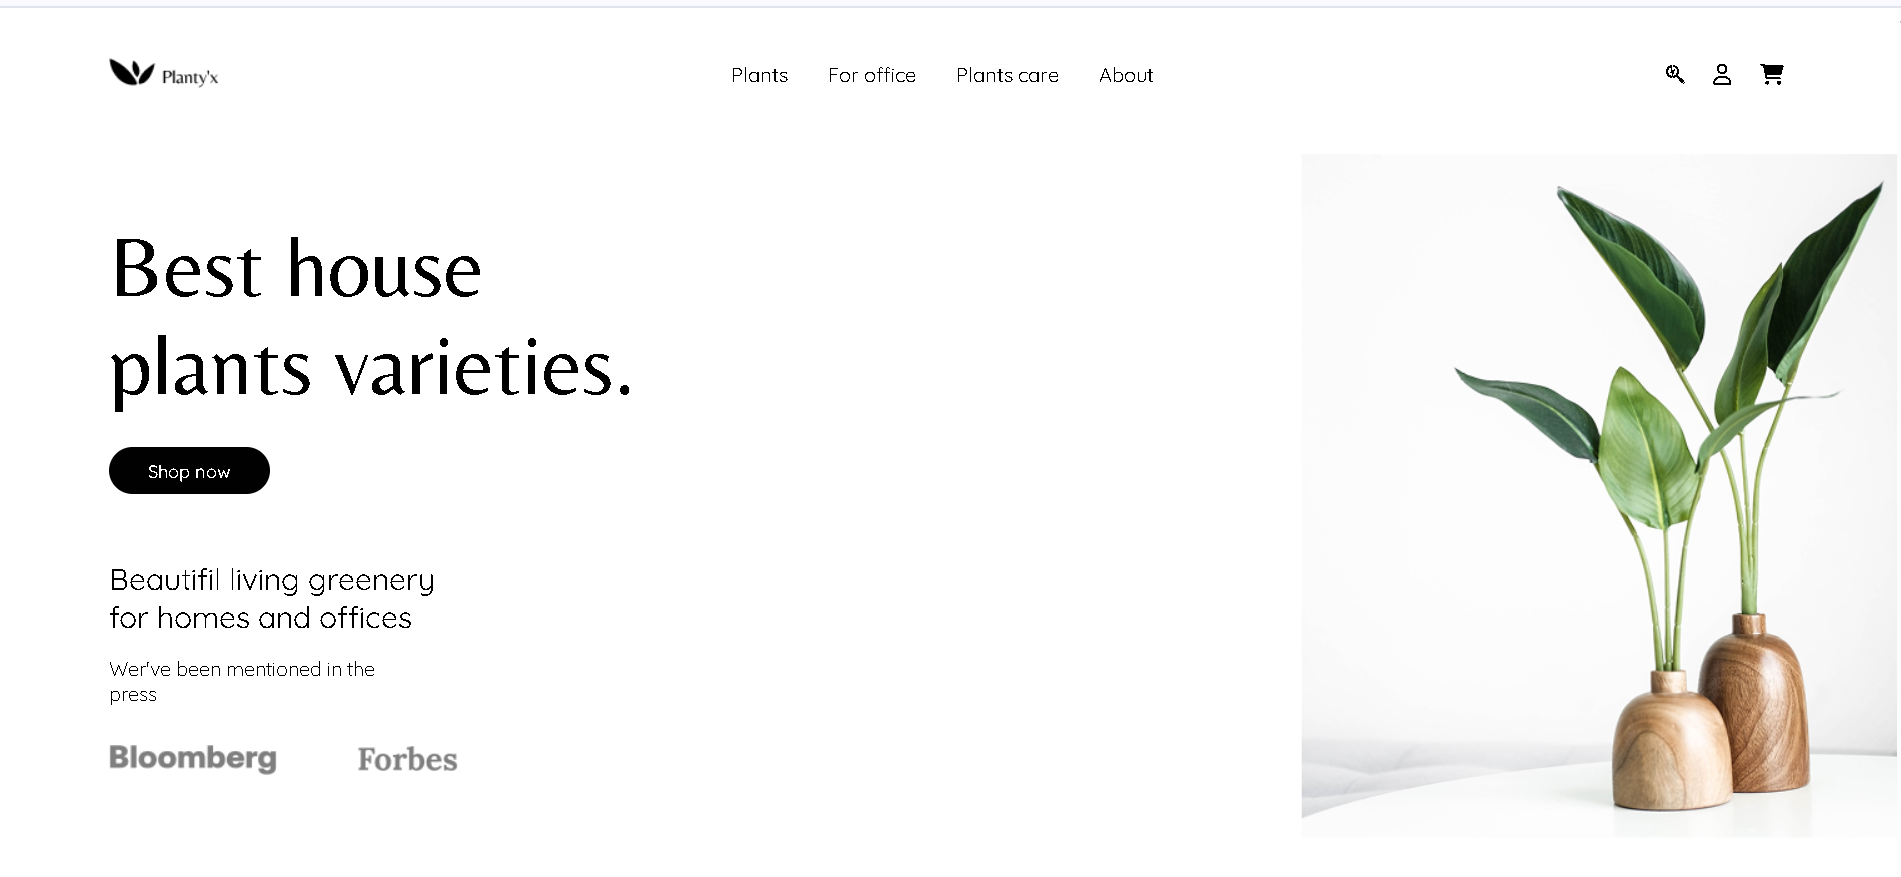 Planty'x
Plants
For office
Plants care
About
Best house
plants varieties.
Shop now
Beautifil living greenery
for homes and offices
Wer've been mentioned in the
press
Bloomberg
Forbes